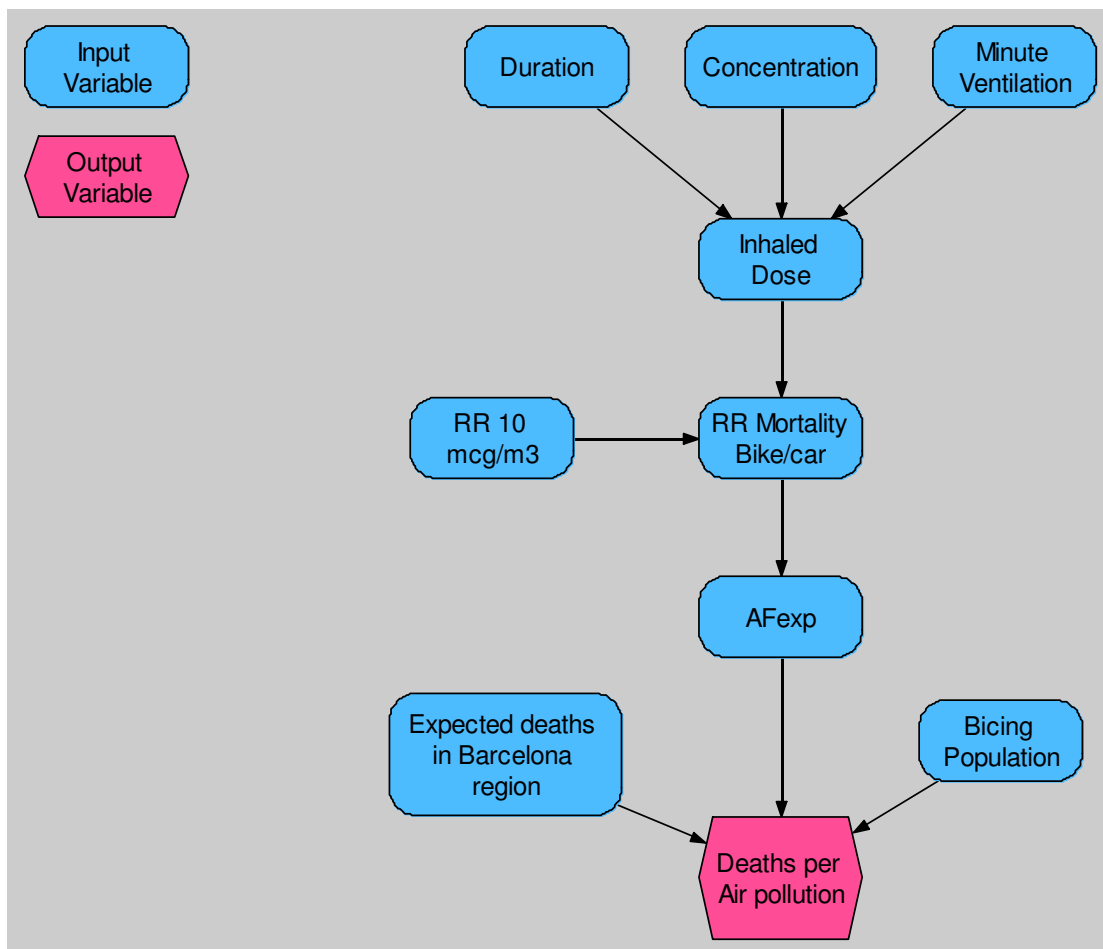 Input
Variable
Output
Variable
Duration
Concentration
Minute
Ventilation
Inhaled
Dose
RR 10
mcg/m3
RR Mortality
Bike/car
AFexp
Expected deaths
in Barcelona
region
Bicing
Population
Deaths per
Air pollution